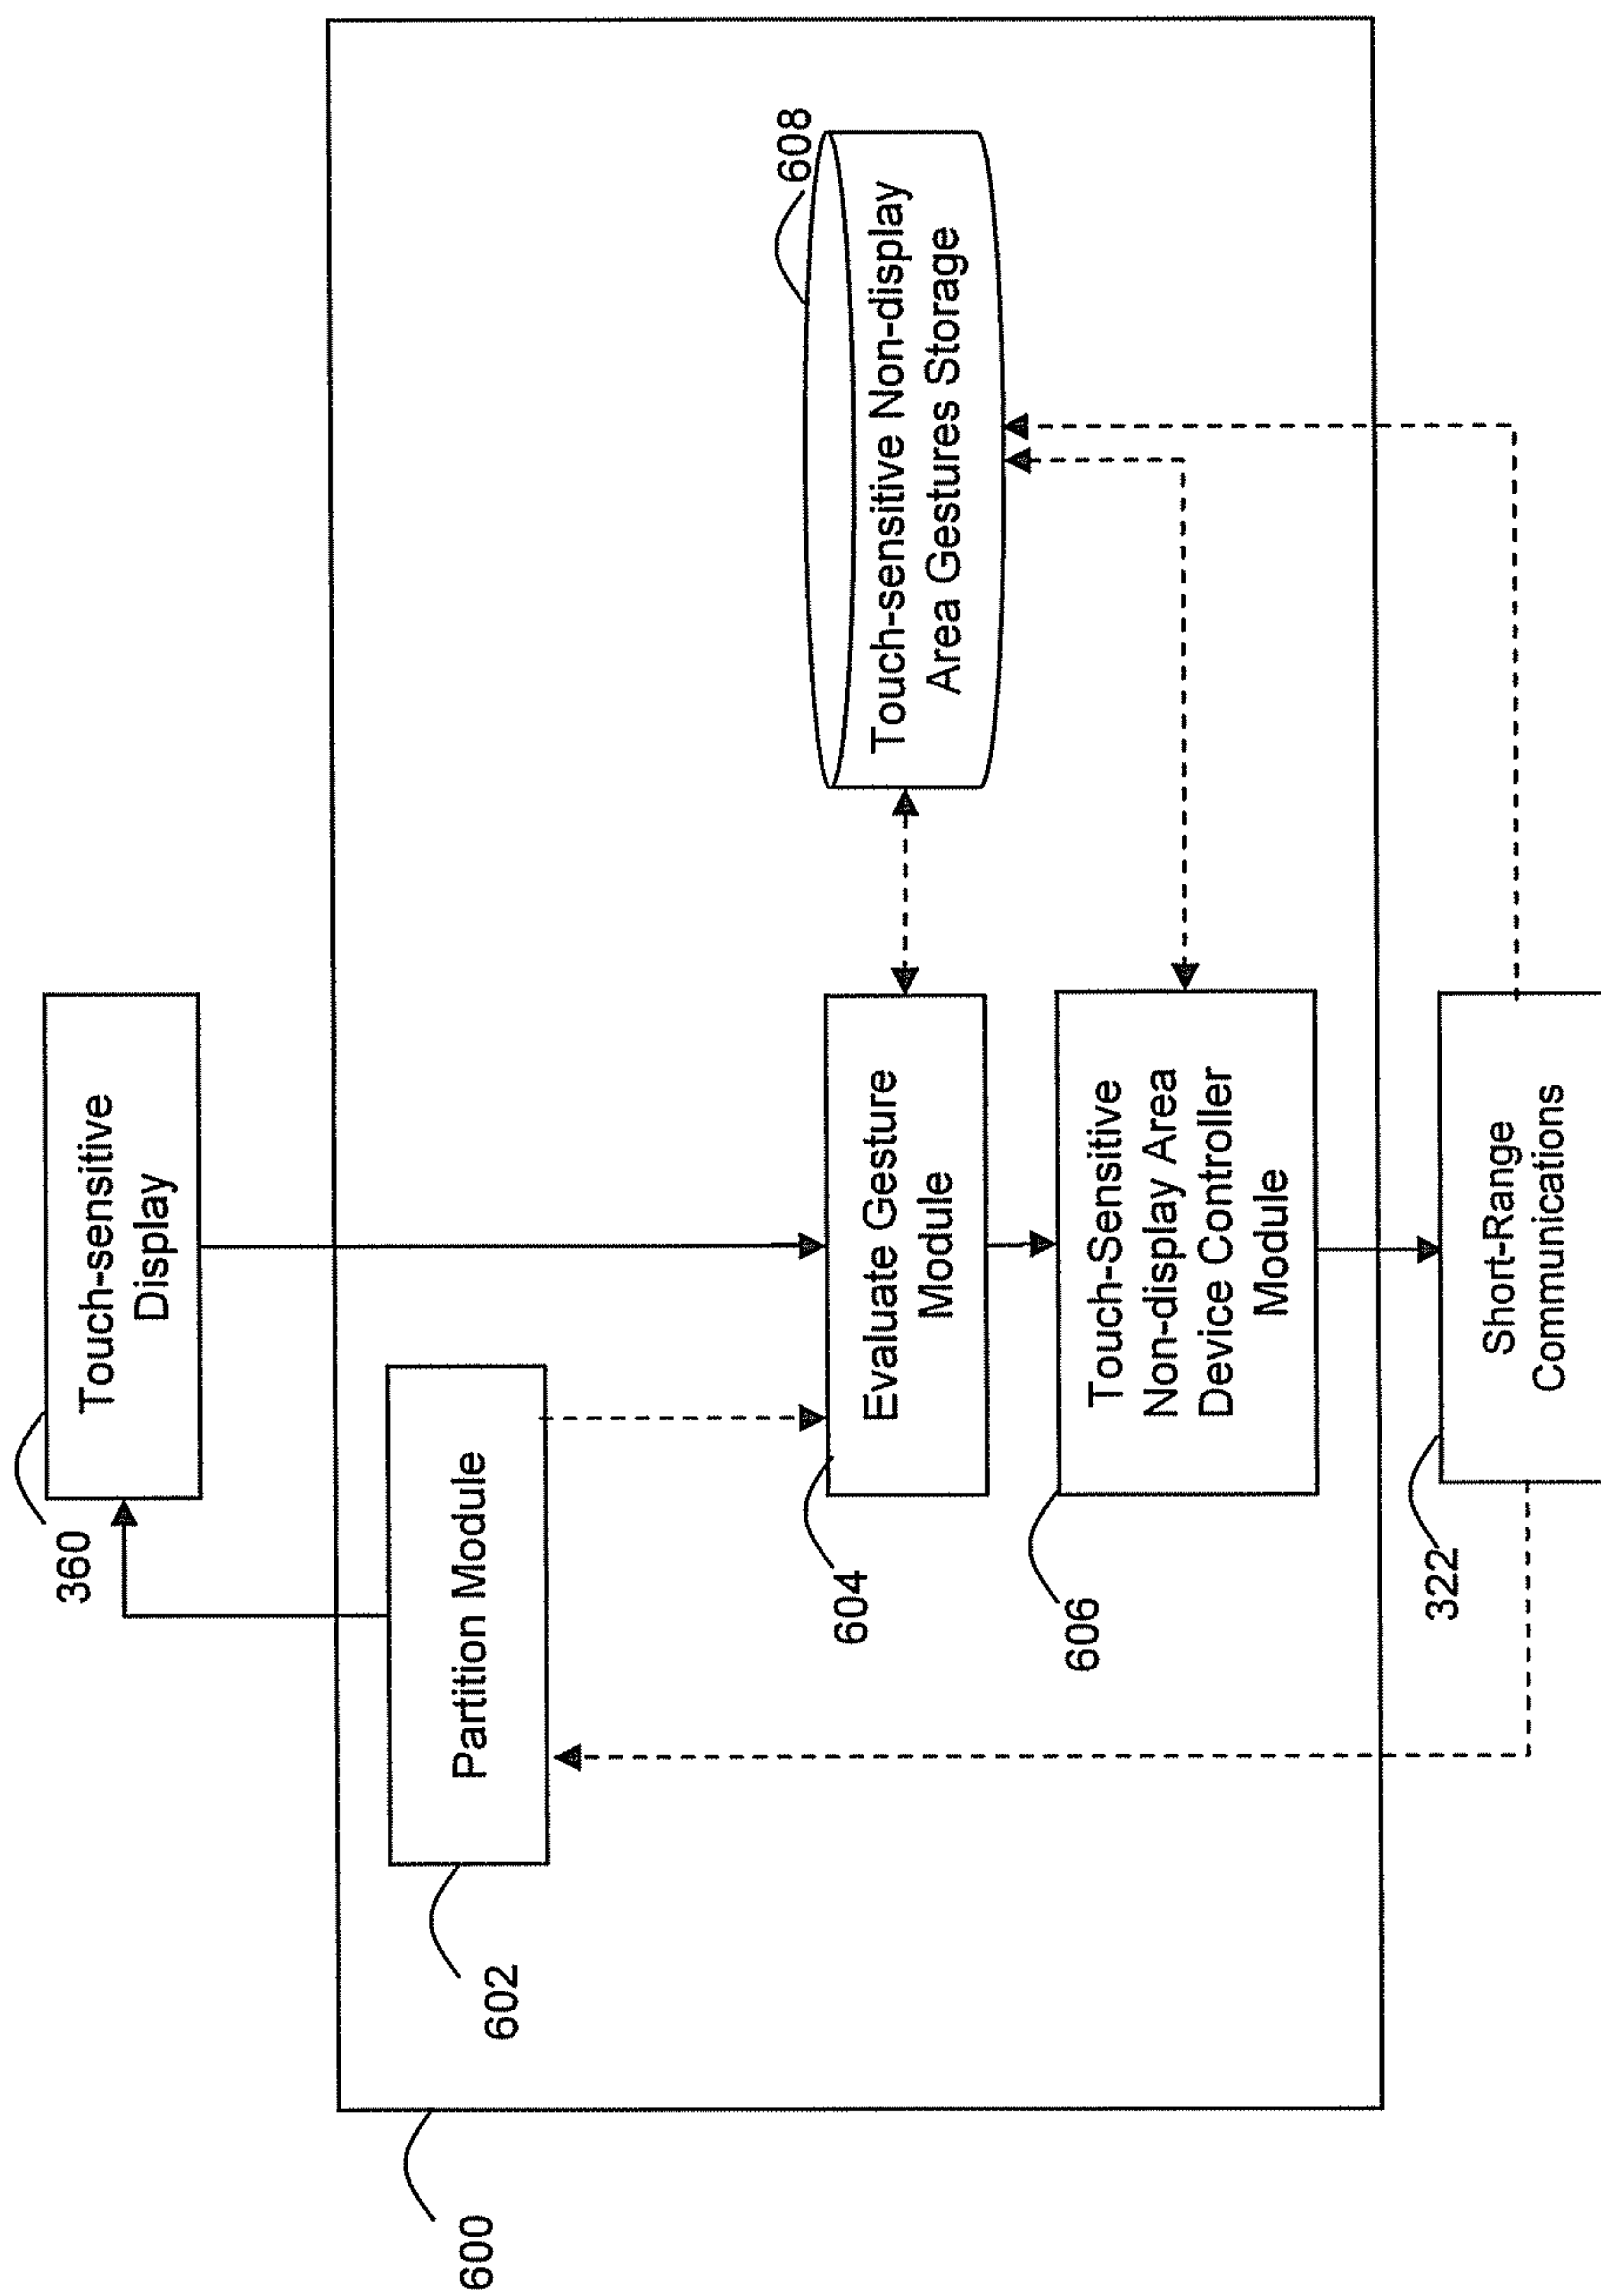 360
Touch-sensitive
Display
600
602
Partition Module
604
Evaluate Gesture
Module
608
Touch-sensitive Non-display
Area Gestures Storage
606
Touch-Sensitive
Non-display Area
Device Controller
Module
322
Short-Range
Communications